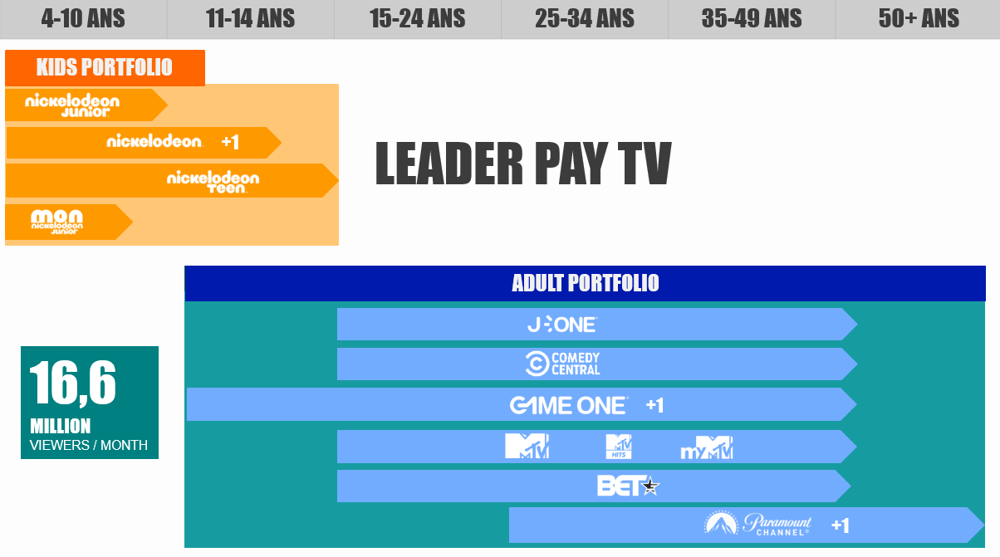 4-10 ANS 11-14 ANS 15-24 ANS 25-34 ANS 35-49 ANS 50+ ANS
KIDS PORTFOLIO
nickelodeon
junior
nickelodeon +1
nickelodeon
teen
mon
nickelodeon
junior
LEADER PAY TV
ADULT PORTFOLIO
J:ONE
COMEDY
CENTRAL
GAME ONE +1
MTV MTV HITS myMTV
BET
Paramount
CHANNEL +1
16,6
MILLION
VIEWERS / MONTH